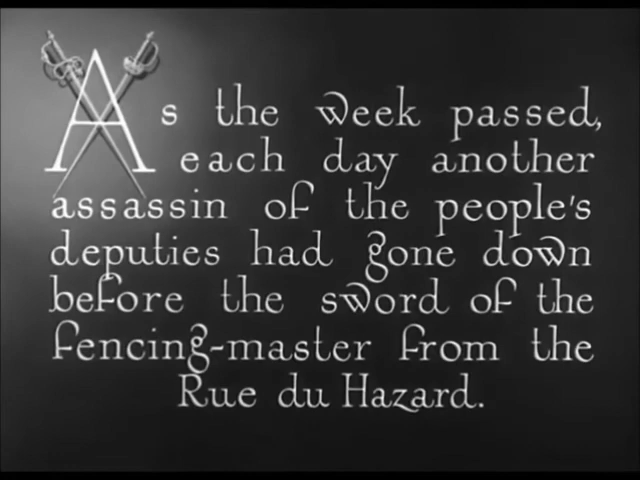 As the week passed,
each day another
assassin of the people's
deputies had gone down
before the sword of the
fencing-master from the
Rue du Hazard.